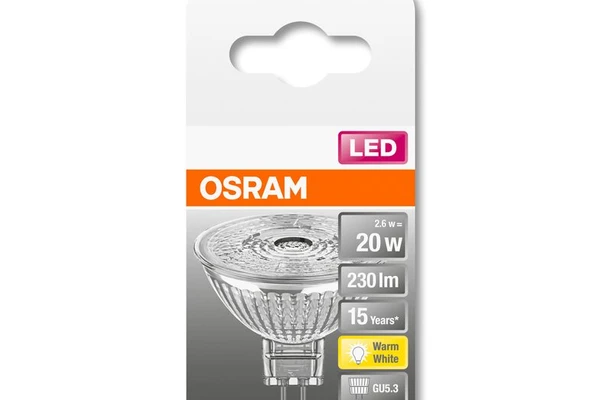 LED
OSRAM
2.6 w=
20 w
230 lm
15 Years*
Warm
White
GU5.3